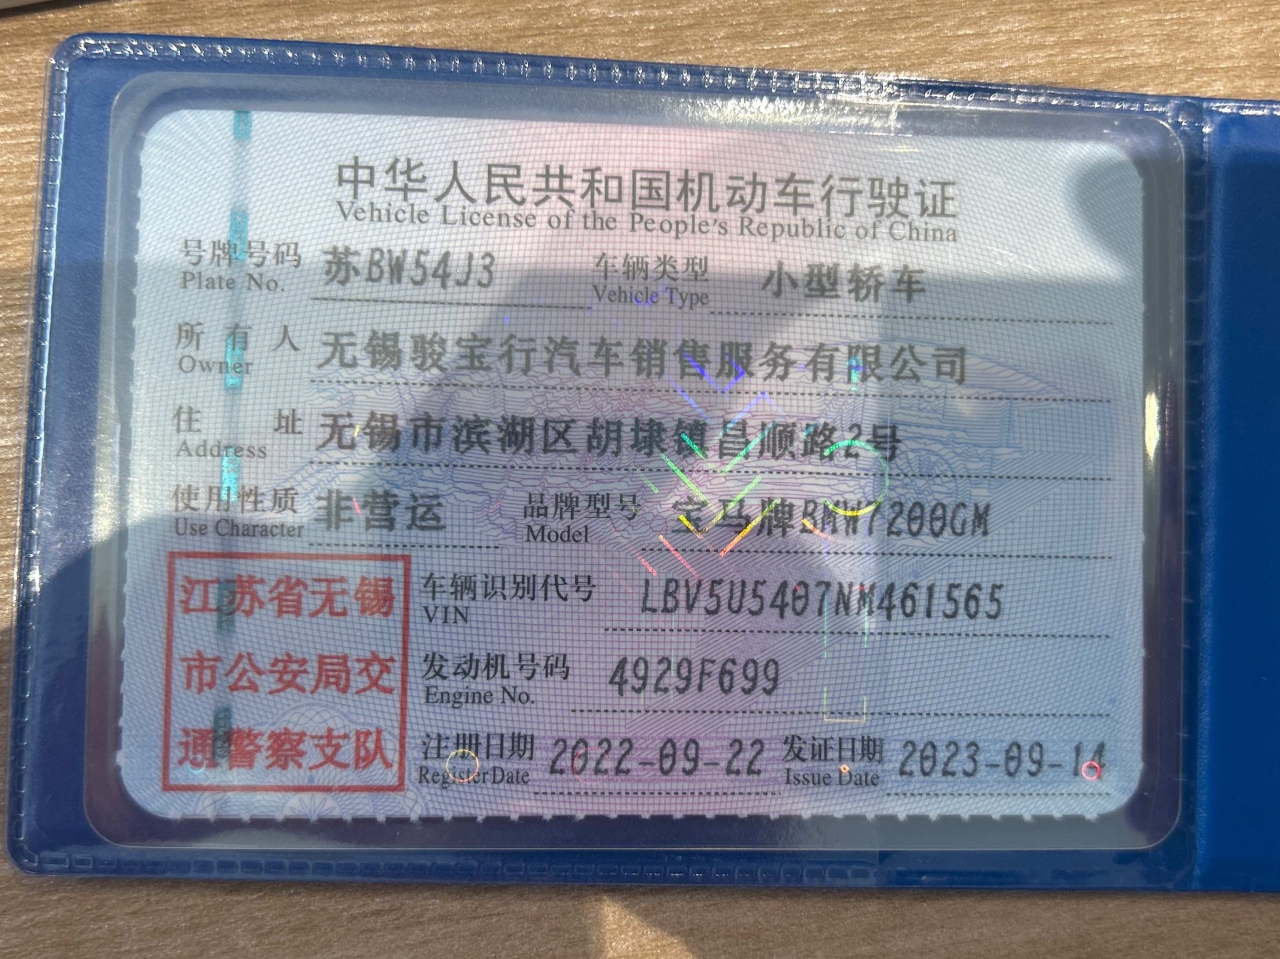 中华人民共和国机动车行驶证
Vehicle License of the People's Republic of China
号牌号码 苏BW54J3 车辆类型 小型轿车
Plate No. Vehicle Type
所有人 无锡骏宝行汽车销售服务有限公司
Owner
住址 无锡市滨湖区胡埭镇昌顺路2号
Address
使用性质 非营运 品牌型号 宝马牌BMW7200GM
Use Character Model
江苏省无锡
市公安局交
通警察支队
车辆识别代号 LBV5U5407NM461565
VIN
发动机号码 4929F699
Engine No.
注册日期 2022-09-22 发证日期 2023-09-14
Register Date Issue Date